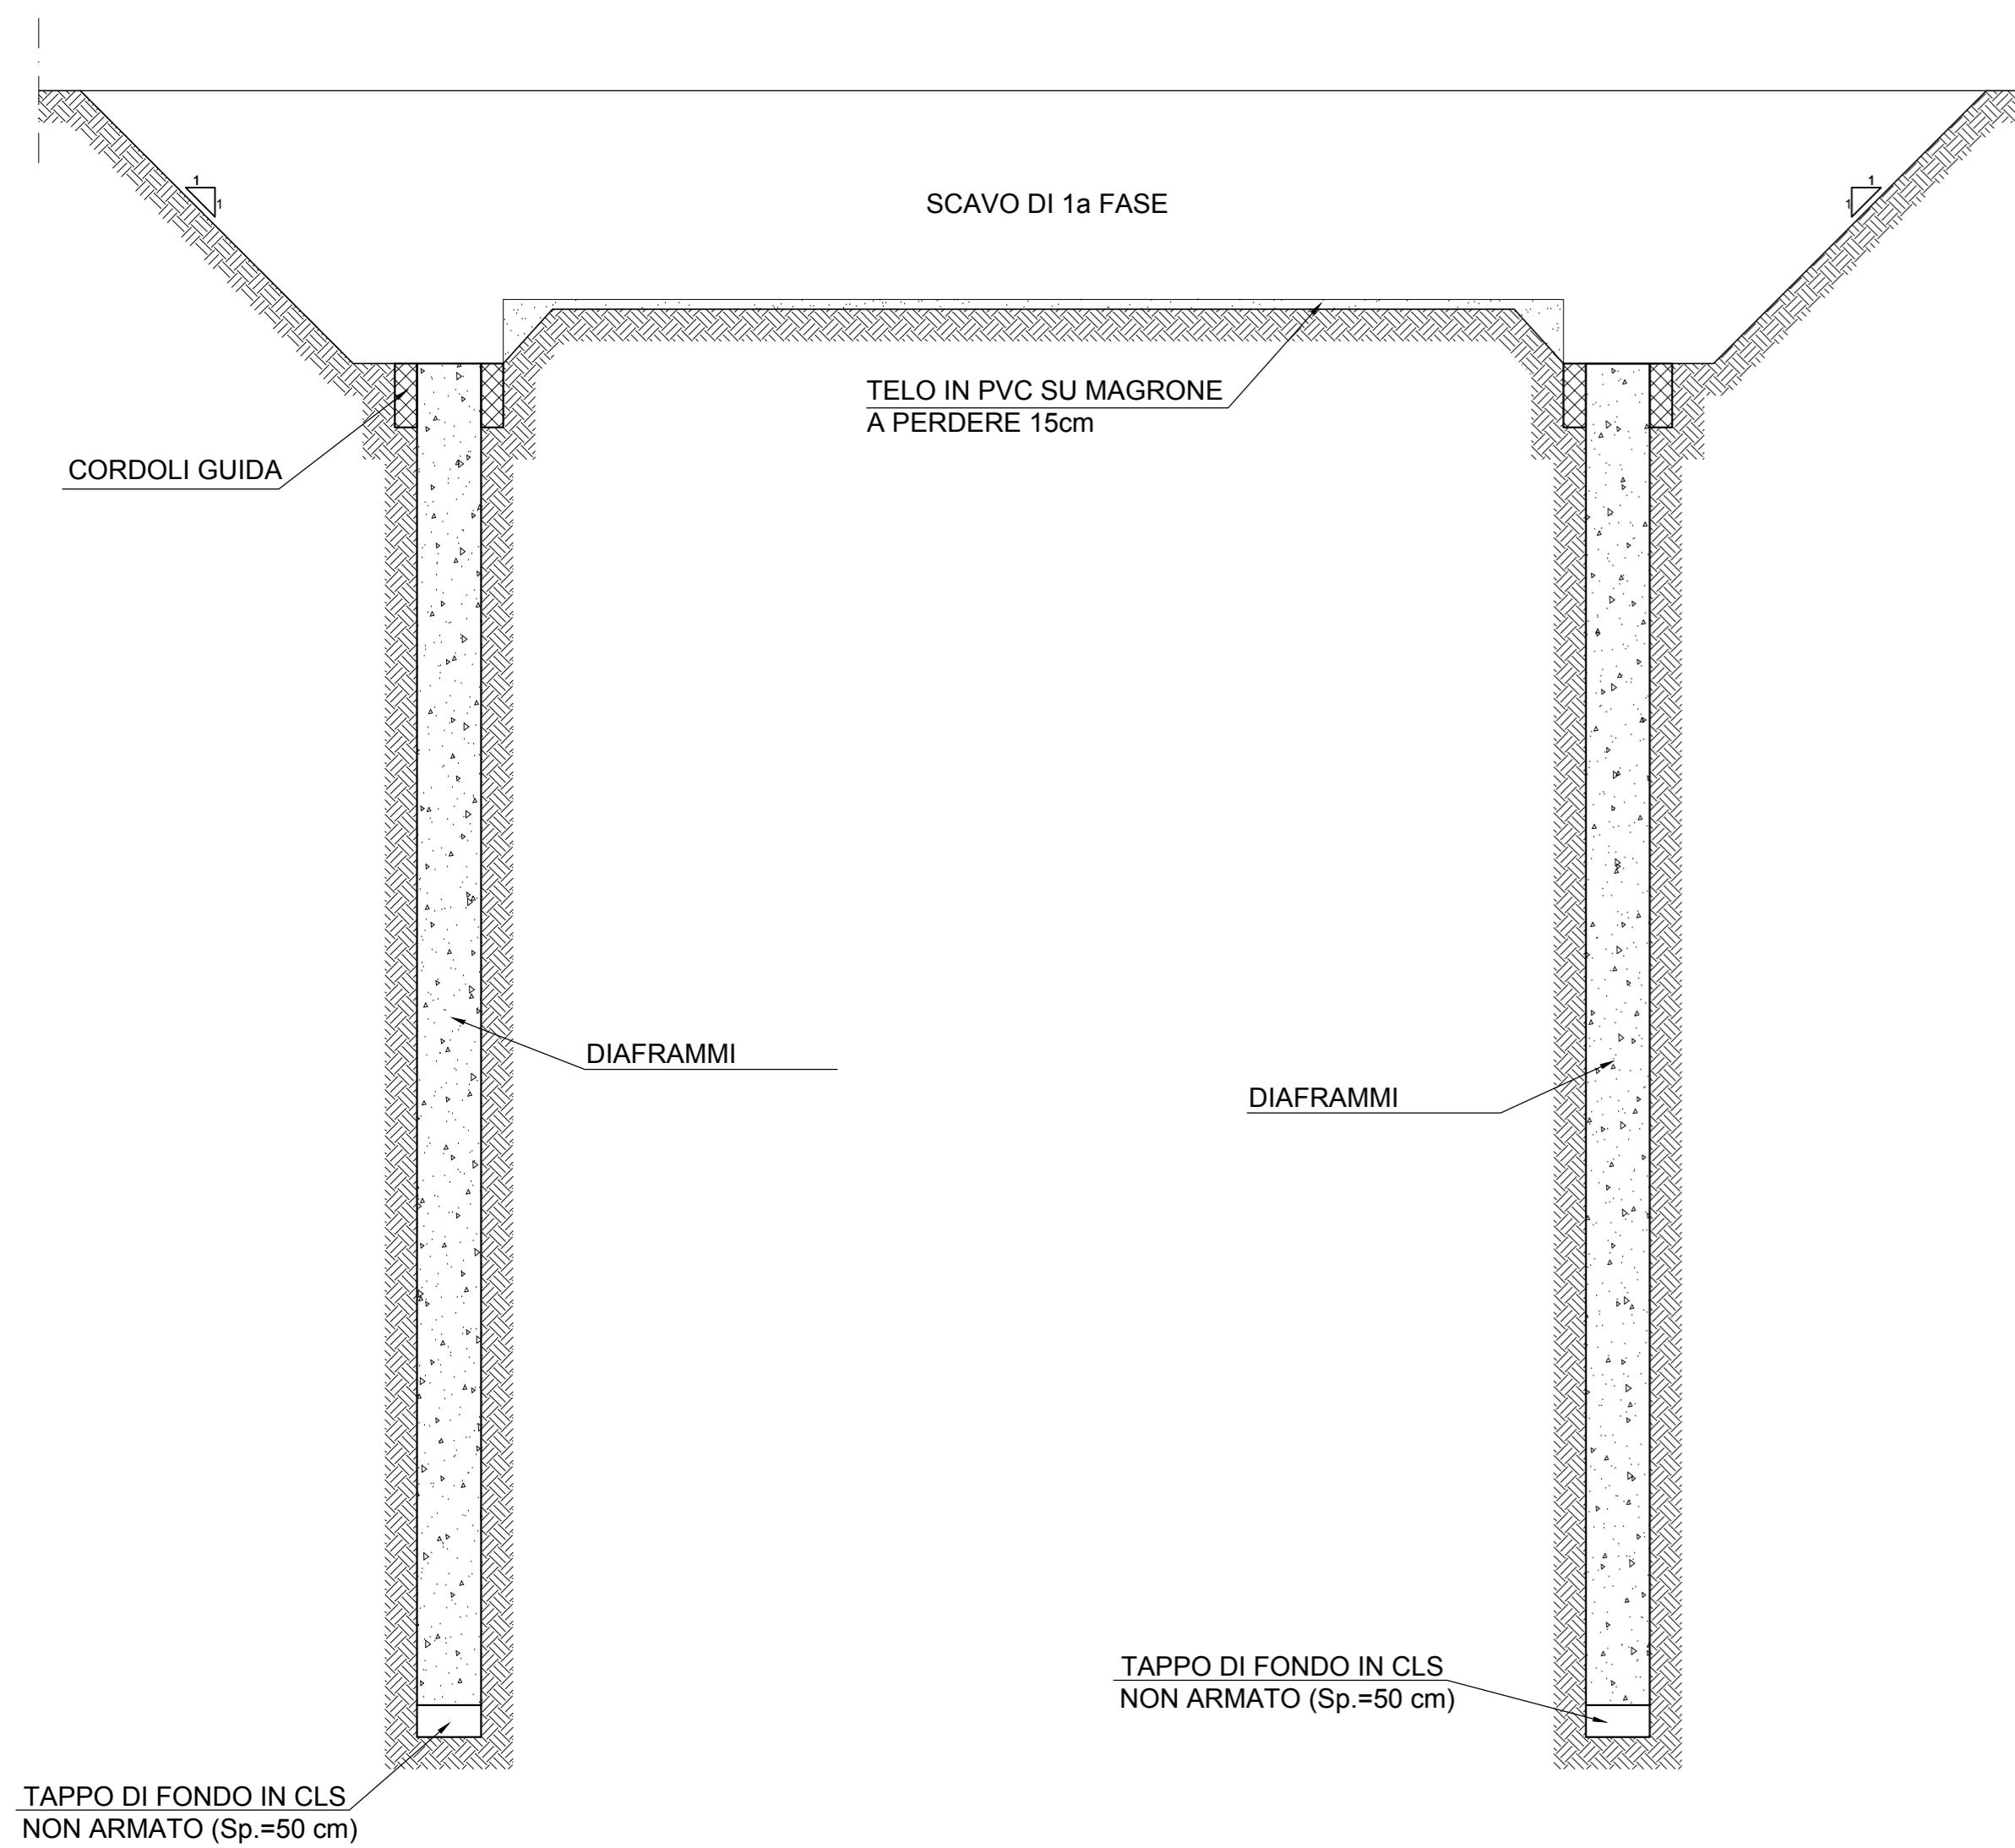 1
1
SCAVO DI 1a FASE
1
1
TELO IN PVC SU MAGRONE
A PERDERE 15cm
CORDOLI GUIDA
DIAFRAMMI
DIAFRAMMI
TAPPO DI FONDO IN CLS
NON ARMATO (Sp.=50 cm)
TAPPO DI FONDO IN CLS
NON ARMATO (Sp.=50 cm)